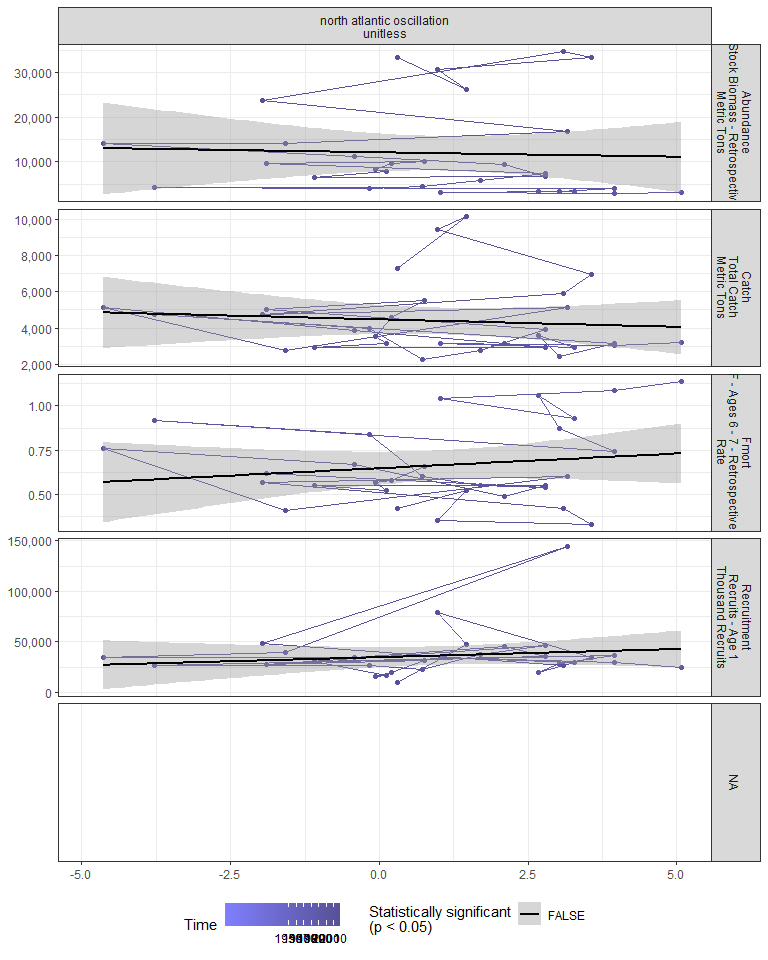 north atlantic oscillation
unitless
30,000
20,000
10,000
Abundance
Stock Biomass - Retrospectiv
Metric Tons
10,000
8,000
6,000
4,000
2,000
Catch
Total Catch
Metric Tons
1.00
0.75
0.50
Fmort
F - Ages 6 - 7 - Retrospective
Rate
150,000
100,000
50,000
0
Recruitment
Recruits - Age 1
Thousand Recruits
NA
-5.0
-2.5
0.0
2.5
5.0
Time
Statistically significant
(p < 0.05)
FALSE